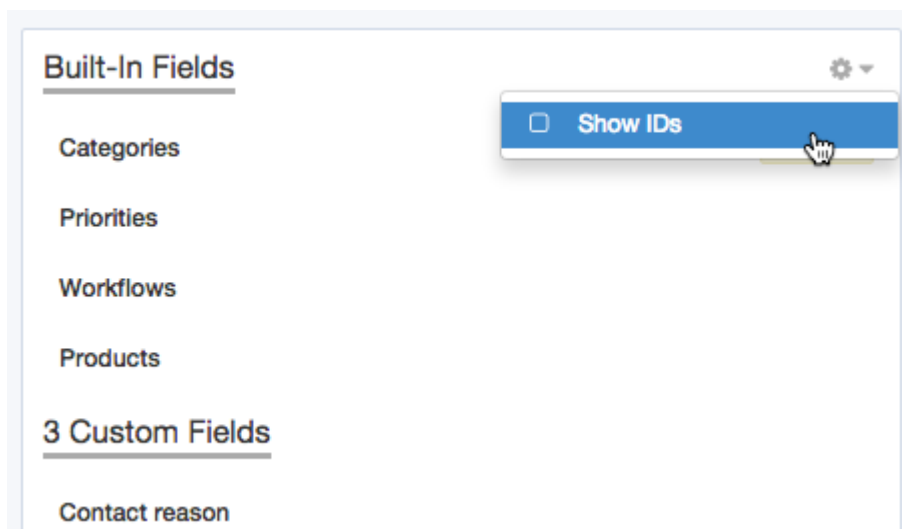 Built-In Fields
Show IDs
Categories
Priorities
Workflows
Products
3 Custom Fields
Contact reason